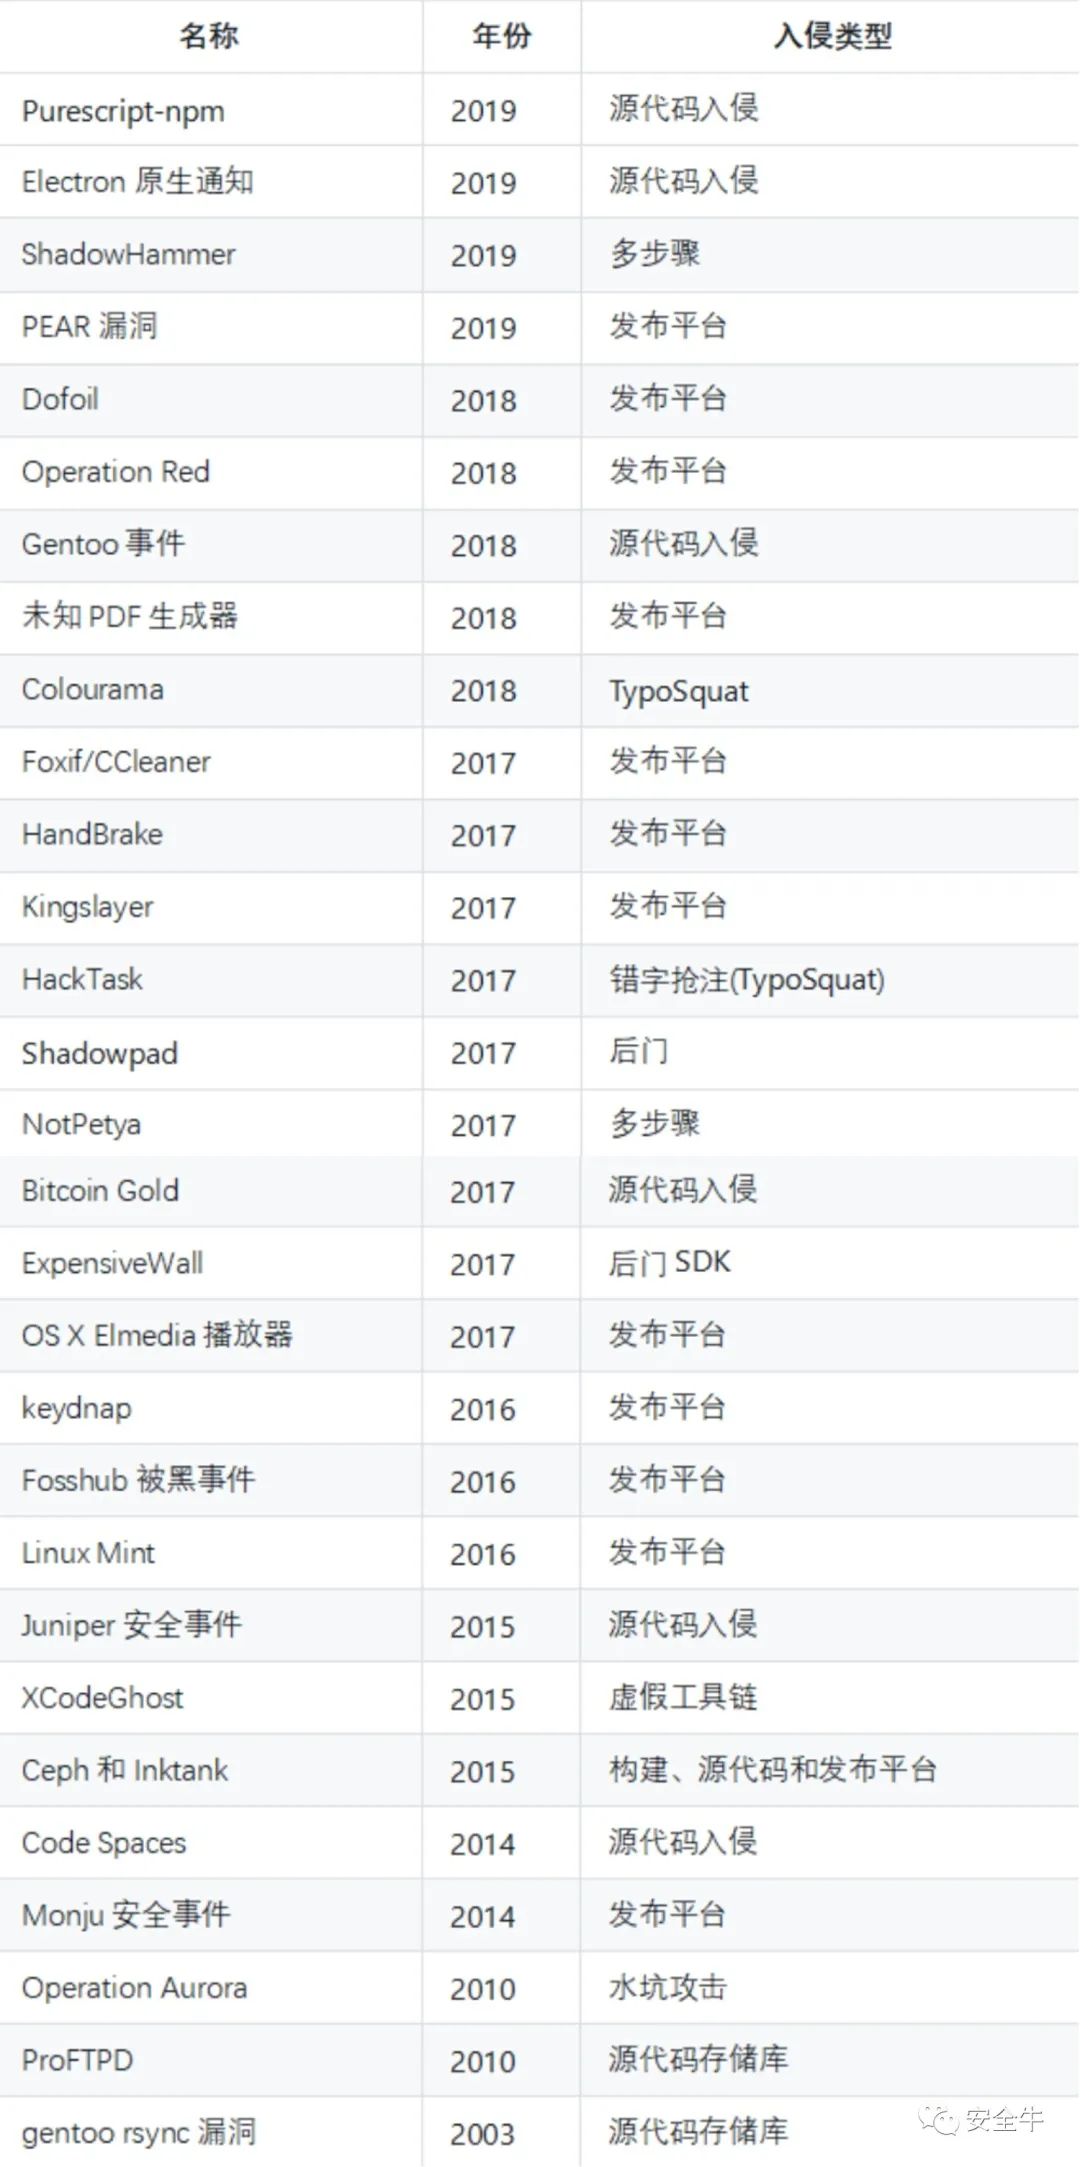 名称 年份 入侵类型
Purescript-npm 2019 源代码入侵
Electron 原生通知 2019 源代码入侵
ShadowHammer 2019 多步骤
PEAR 漏洞 2019 发布平台
Dofoil 2018 发布平台
Operation Red 2018 发布平台
Gentoo 事件 2018 源代码入侵
未知 PDF 生成器 2018 发布平台
Colourama 2018 TypoSquat
Foxif/CCleaner 2017 发布平台
HandBrake 2017 发布平台
Kingslayer 2017 发布平台
HackTask 2017 错字抢注(TypoSquat)
Shadowpad 2017 后门
NotPetya 2017 多步骤
Bitcoin Gold 2017 源代码入侵
ExpensiveWall 2017 后门 SDK
OS X Elmedia 播放器 2017 发布平台
keydnap 2016 发布平台
Fosshub 被黑事件 2016 发布平台
Linux Mint 2016 发布平台
Juniper 安全事件 2015 源代码入侵
XCodeGhost 2015 虚假工具链
Ceph 和 Inktank 2015 构建、源代码和发布平台
Code Spaces 2014 源代码入侵
Monju 安全事件 2014 发布平台
Operation Aurora 2010 水坑攻击
ProFTPD 2010 源代码存储库
gentoo rsync 漏洞 2003 源代码存储库
安全牛